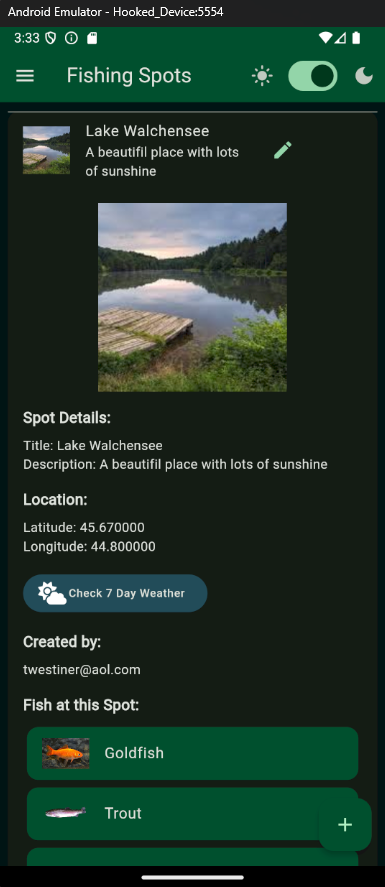 Android Emulator - Hooked_Device:5554
3:33
Fishing Spots
Lake Walchensee
A beautifil place with lots
of sunshine
Spot Details:
Title: Lake Walchensee
Description: A beautifil place with lots of sunshine
Location:
Latitude: 45.670000
Longitude: 44.800000
Check 7 Day Weather
Created by:
twestiner@aol.com
Fish at this Spot:
Goldfish
Trout